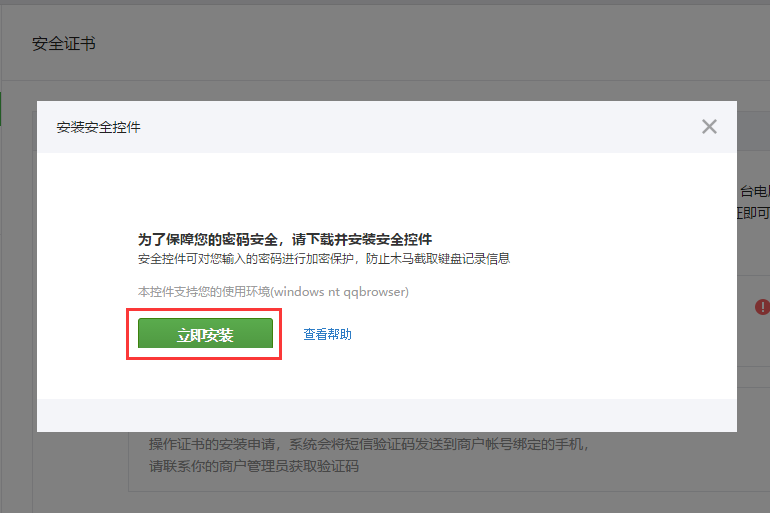 安全证书
安装安全控件
台电
证即可
为了保障您的密码安全，请下载并安装安全控件
安全控件可对您输入的密码进行加密保护，防止木马截取键盘记录信息
本控件支持您的使用环境(windows nt qqbrowser)
立即安装 查看帮助
操作证书的安装申请，系统会将短信验证码发送到商户帐号绑定的手机，
请联系你的商户管理员获取验证码